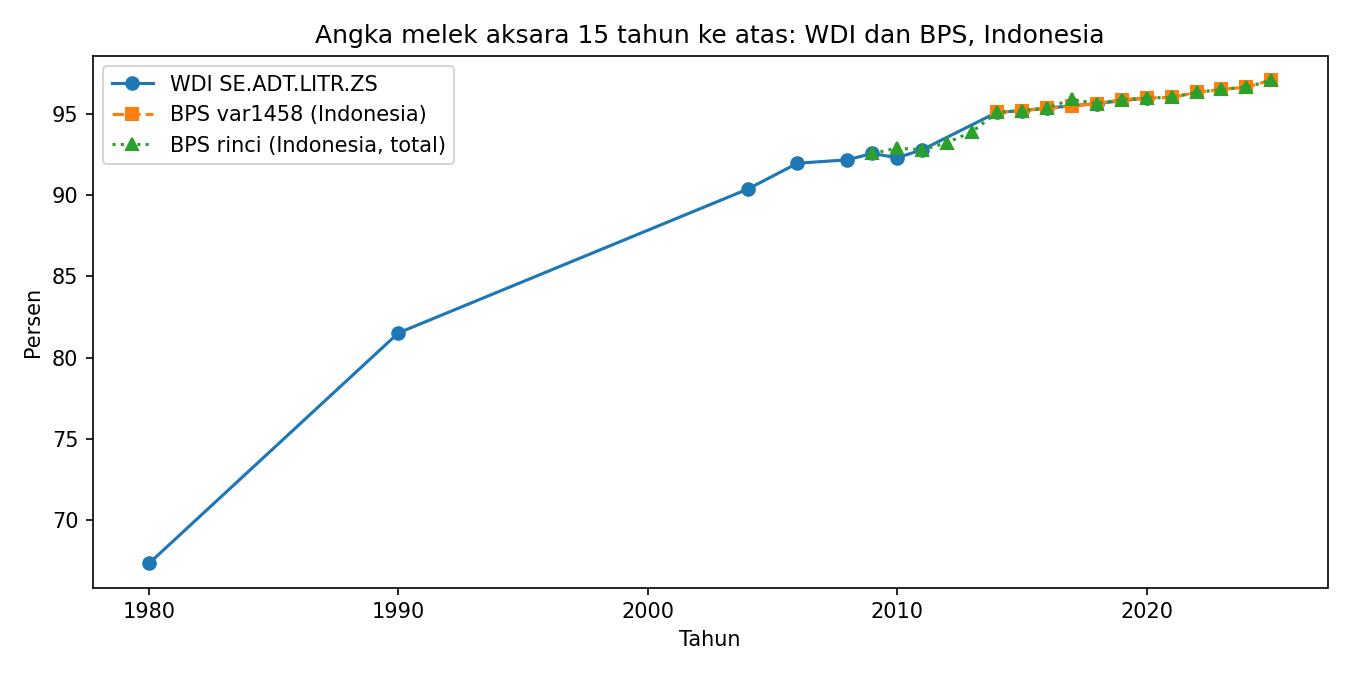 Angka melek aksara 15 tahun ke atas: WDI dan BPS, Indonesia
WDI SE.ADT.LITR.ZS
BPS var1458 (Indonesia)
BPS rinci (Indonesia, total)
Persen
95
90
85
80
75
70
1980
1990
2000
2010
2020
Tahun